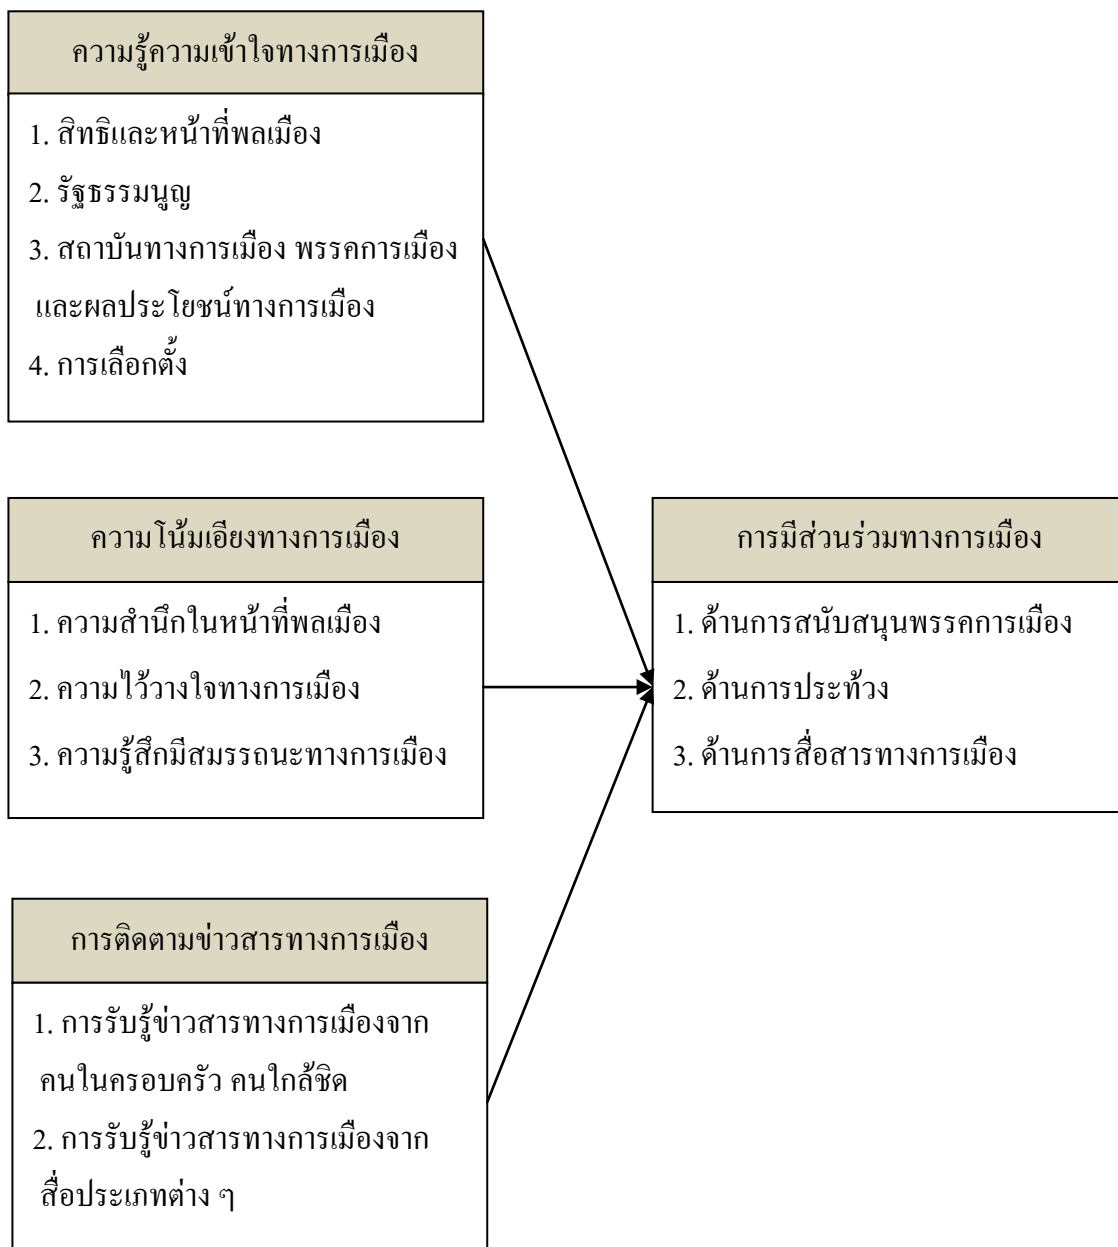 ความรู้ความเข้าใจทางการเมือง
1. สิทธิและหน้าที่พลเมือง
2. รัฐธรรมนูญ
3. สถาบันทางการเมือง พรรคการเมือง
และผลประโยชน์ทางการเมือง
4. การเลือกตั้ง
ความโน้มเอียงทางการเมือง
1. ความสำนึกในหน้าที่พลเมือง
2. ความไว้วางใจทางการเมือง
3. ความรู้สึกมีสมรรถนะทางการเมือง
การติดตามข่าวสารทางการเมือง
1. การรับรู้ข่าวสารทางการเมืองจาก
คนในครอบครัว คนใกล้ชิด
2. การรับรู้ข่าวสารทางการเมืองจาก
สื่อประเภทต่าง ๆ
การมีส่วนร่วมทางการเมือง
1. ด้านการสนับสนุนพรรคการเมือง
2. ด้านการประท้วง
3. ด้านการสื่อสารทางการเมือง